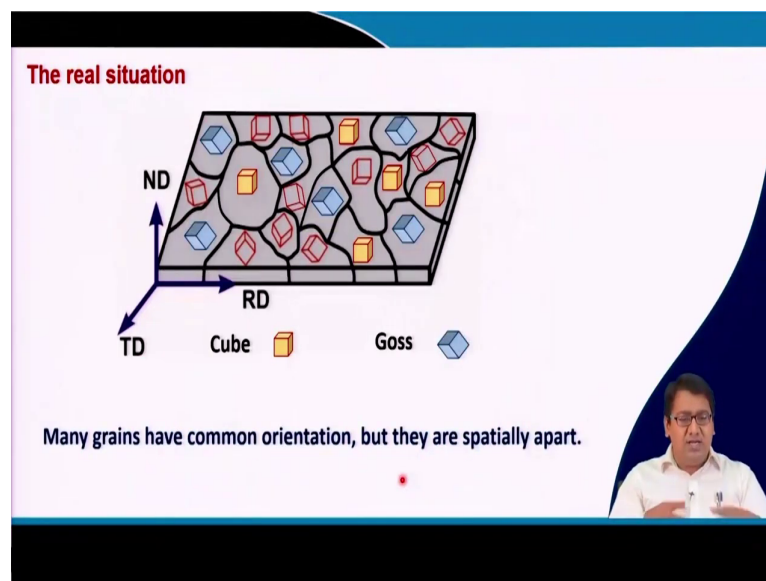 The real situation
ND
RD
TD
Cube
Goss
Many grains have common orientation, but they are spatially apart.